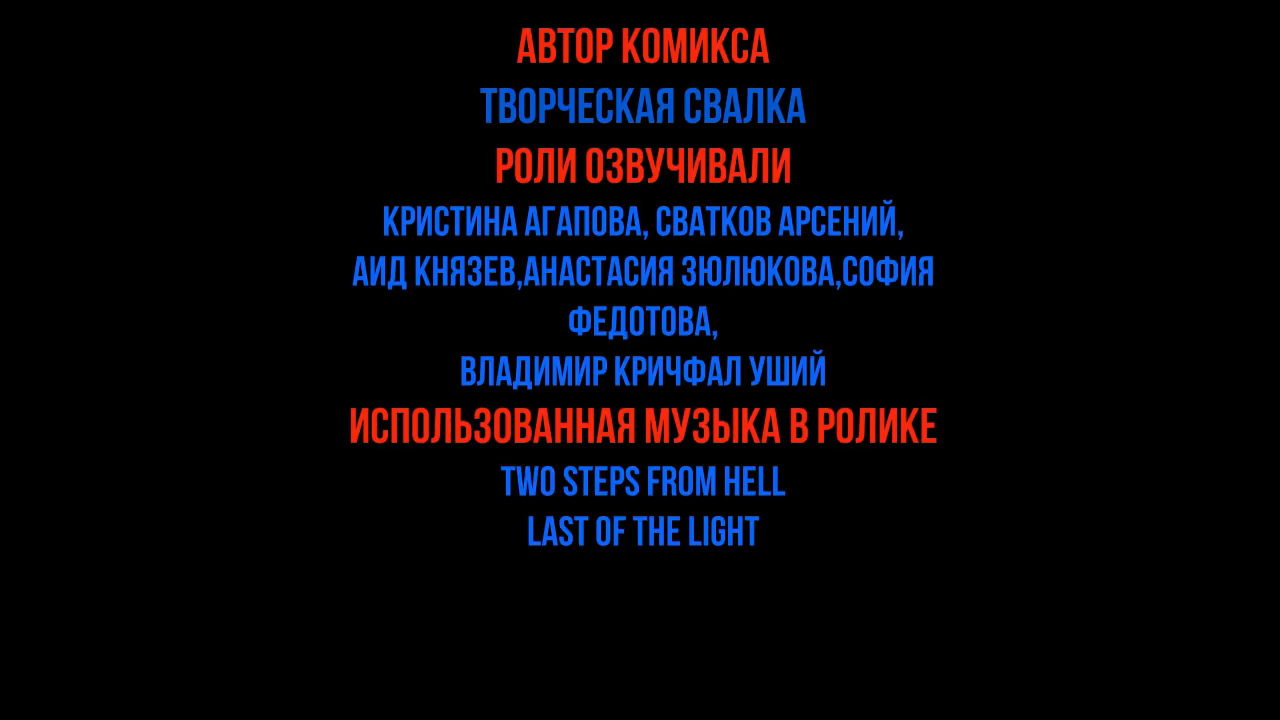 АВТОР КОМИКСА
ТВОРЧЕСКАЯ СВАЛКА
РОЛИ ОЗВУЧИВАЛИ
КРИСТИНА АГАПОВА, СВАТКОВ АРСЕНИЙ,
АИД КНЯЗЕВ,АНАСТАСИЯ ЗЮЛЮКОВА,СОФИЯ
ФЕДОТОВА,
ВЛАДИМИР КРИЧФАЛ УШИЙ
ИСПОЛЬЗОВАННАЯ МУЗЫКА В РОЛИКЕ
TWO STEPS FROM HELL
LAST OF THE LIGHT